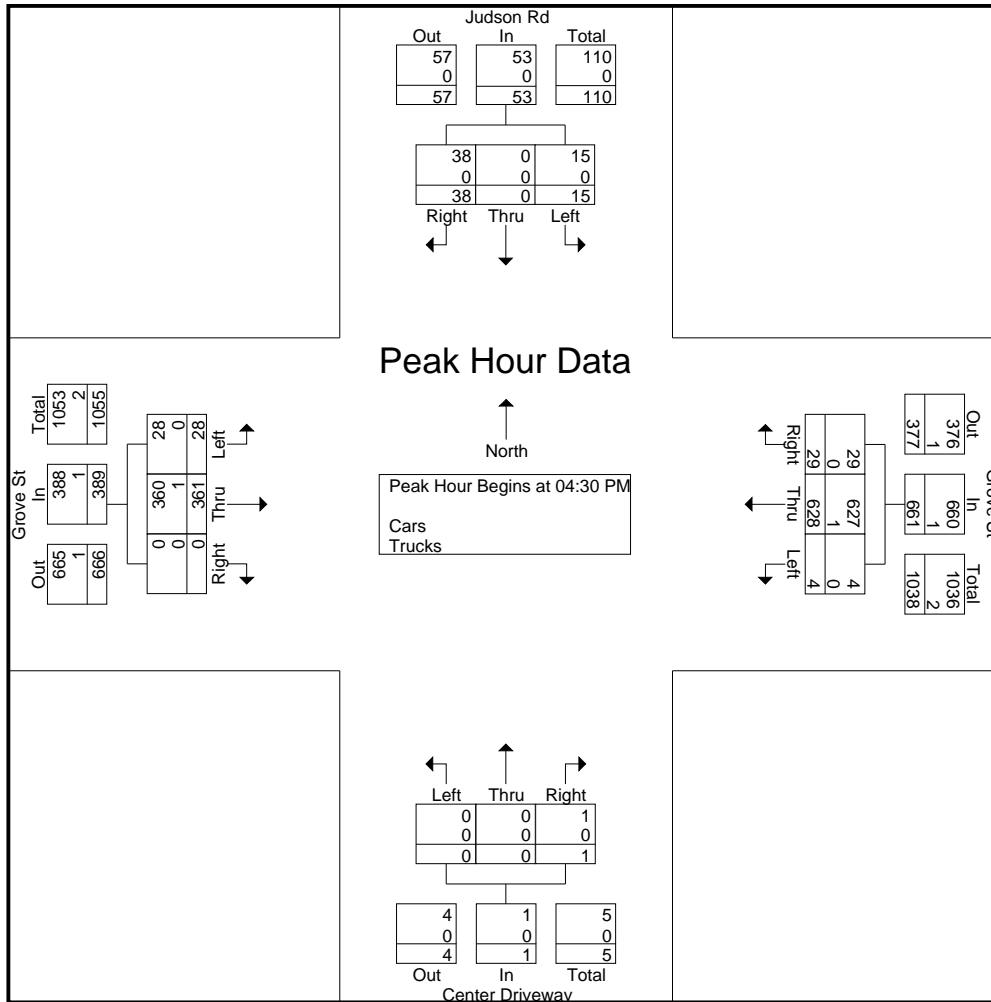 Judson Rd
Out In Total
57 53 110
0 0 0
57 53 110
38 0 15
0 0 0
38 0 15
Right Thru Left
Peak Hour Data
North
Peak Hour Begins at 04:30 PM
Cars
Trucks
Grove St
Total In Out
1053 388 665
2 1 1
1055 389 666
28 360 0
0 1 0
28 361 0
Left Thru Right
Grove St
Out In Total
376 660 1036
1 1 2
377 661 1038
29 627 4
0 1 0
29 628 4
Right Thru Left
Left Thru Right
0 0 1
0 0 0
0 0 1
4 1 5
0 0 0
4 1 5
Out In Total
Center Driveway